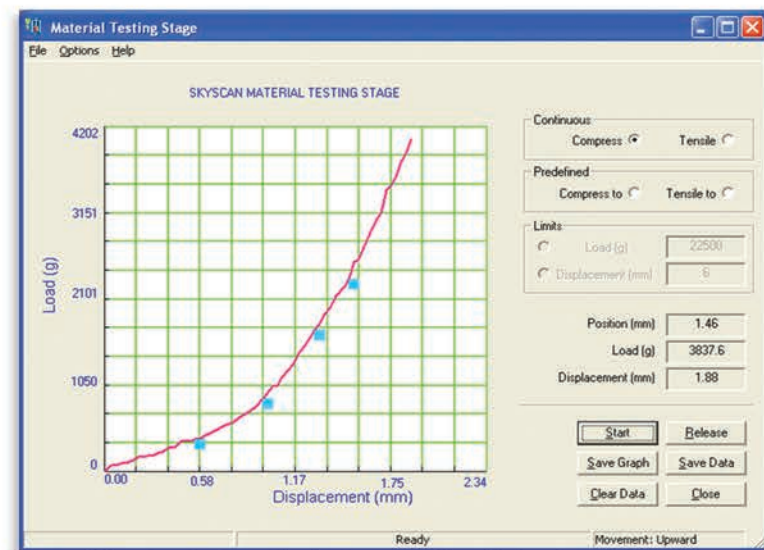 Material Testing Stage
File Options Help
SKYSCAN MATERIAL TESTING STAGE
4202
3151
2101
1050
0
Load (g)
0.00 0.58 1.17 1.75 2.34
Displacement (mm)
Continuous
Compress Tensile
Predefined
Compress to Tensile to
Limits
Load (g) 22500
Displacement (mm) 6
Position (mm) 1.46
Load (g) 3837.6
Displacement (mm) 1.88
Start Release
Save Graph Save Data
Clear Data Close
Ready Movement: Upward